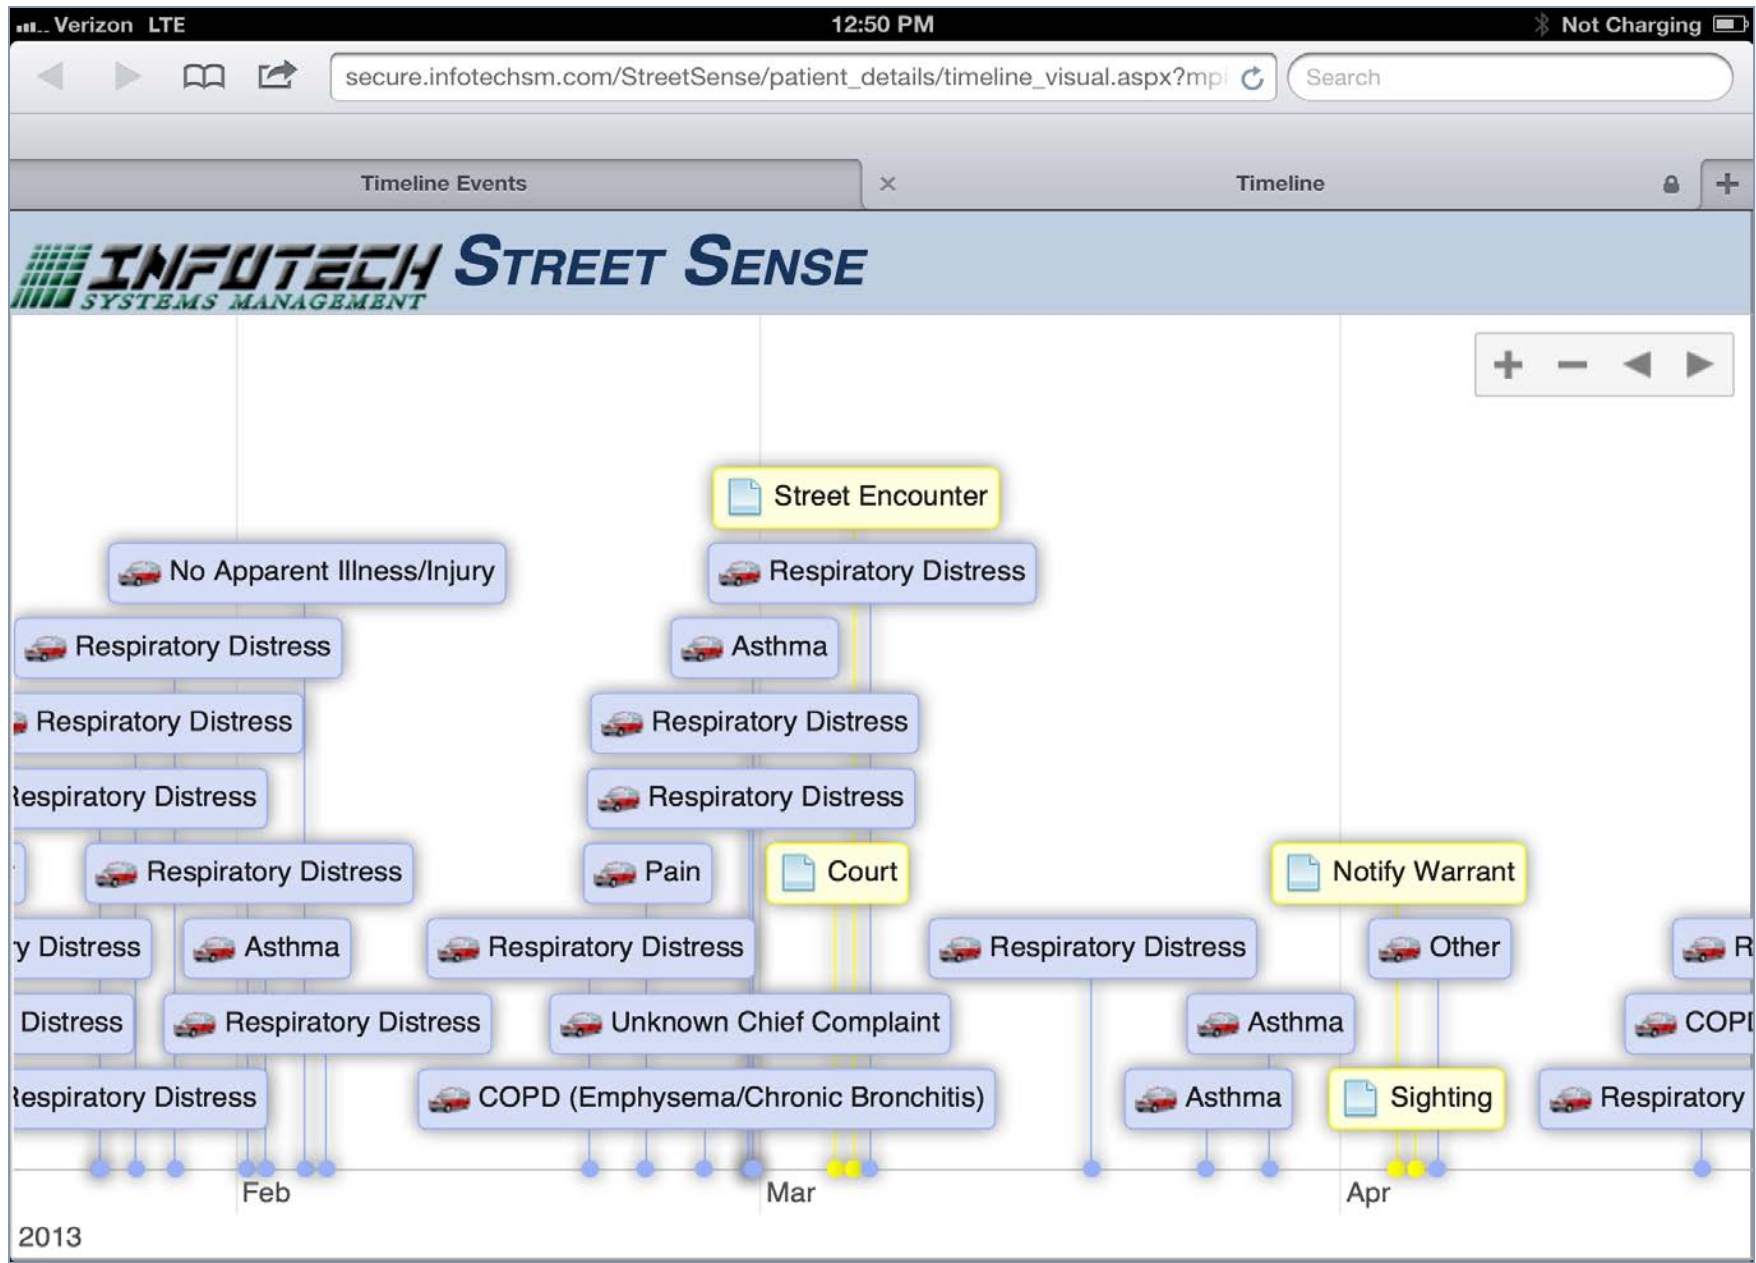 Verizon LTE 12:50 PM Not Charging
secure.infotechsm.com/StreetSense/patient_details/timeline_visual.aspx?mp Search
Timeline Events Timeline
INFOTECH STREET SENSE
SYSTEMS MANAGEMENT
Street Encounter
No Apparent Illness/Injury Respiratory Distress
Respiratory Distress Asthma
Respiratory Distress Respiratory Distress
Distress Respiratory Distress
Respiratory Distress Pain Court Notify Warrant
Distress Asthma Respiratory Distress Respiratory Distress Other
Distress Respiratory Distress Unknown Chief Complaint Asthma
Distress COPD (Emphysema/Chronic Bronchitis) Asthma Sighting Respiratory
Feb Mar Apr
2013